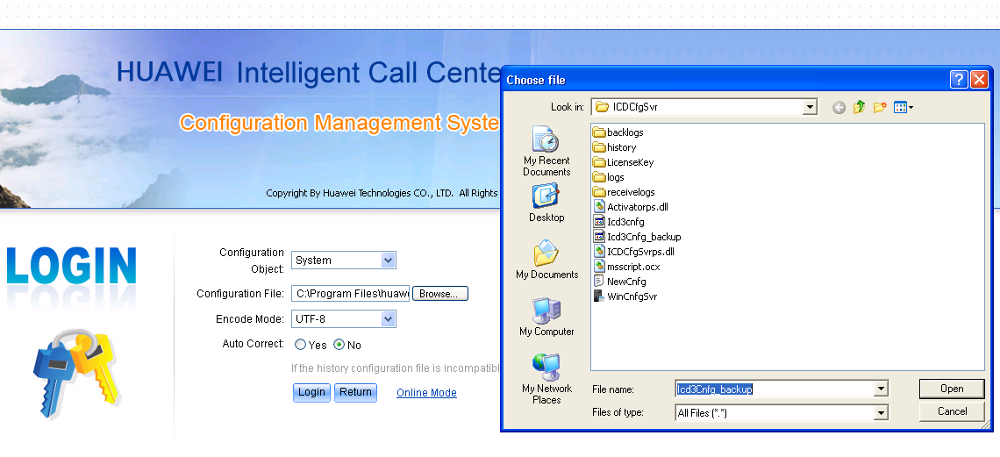 HUAWEI Intelligent Call Cente
Configuration Management Syste
Copyright By Huawei Technologies CO., LTD. All Rights
LOGIN
Configuration
Object:
System
Configuration File:
C:\Program Files\huaw
Browse...
Encode Mode:
UTF-8
Auto Correct:
Yes
No
If the history configuration file is incompatibl
Login
Return
Online Mode
Choose file
Look in:
ICDCfgSvr
My Recent
Documents
Desktop
My Documents
My Computer
My Network
Places
backlogs
history
LicenseKey
logs
receivelogs
Activatorps.dll
Icd3cnfg
Icd3Cnfg_backup
ICDCfgSvrps.dll
msscript.ocx
NewCnfg
WinCnfgSvr
File name:
Icd3Cnfg_backup
Open
Files of type:
All Files (*.*)
Cancel